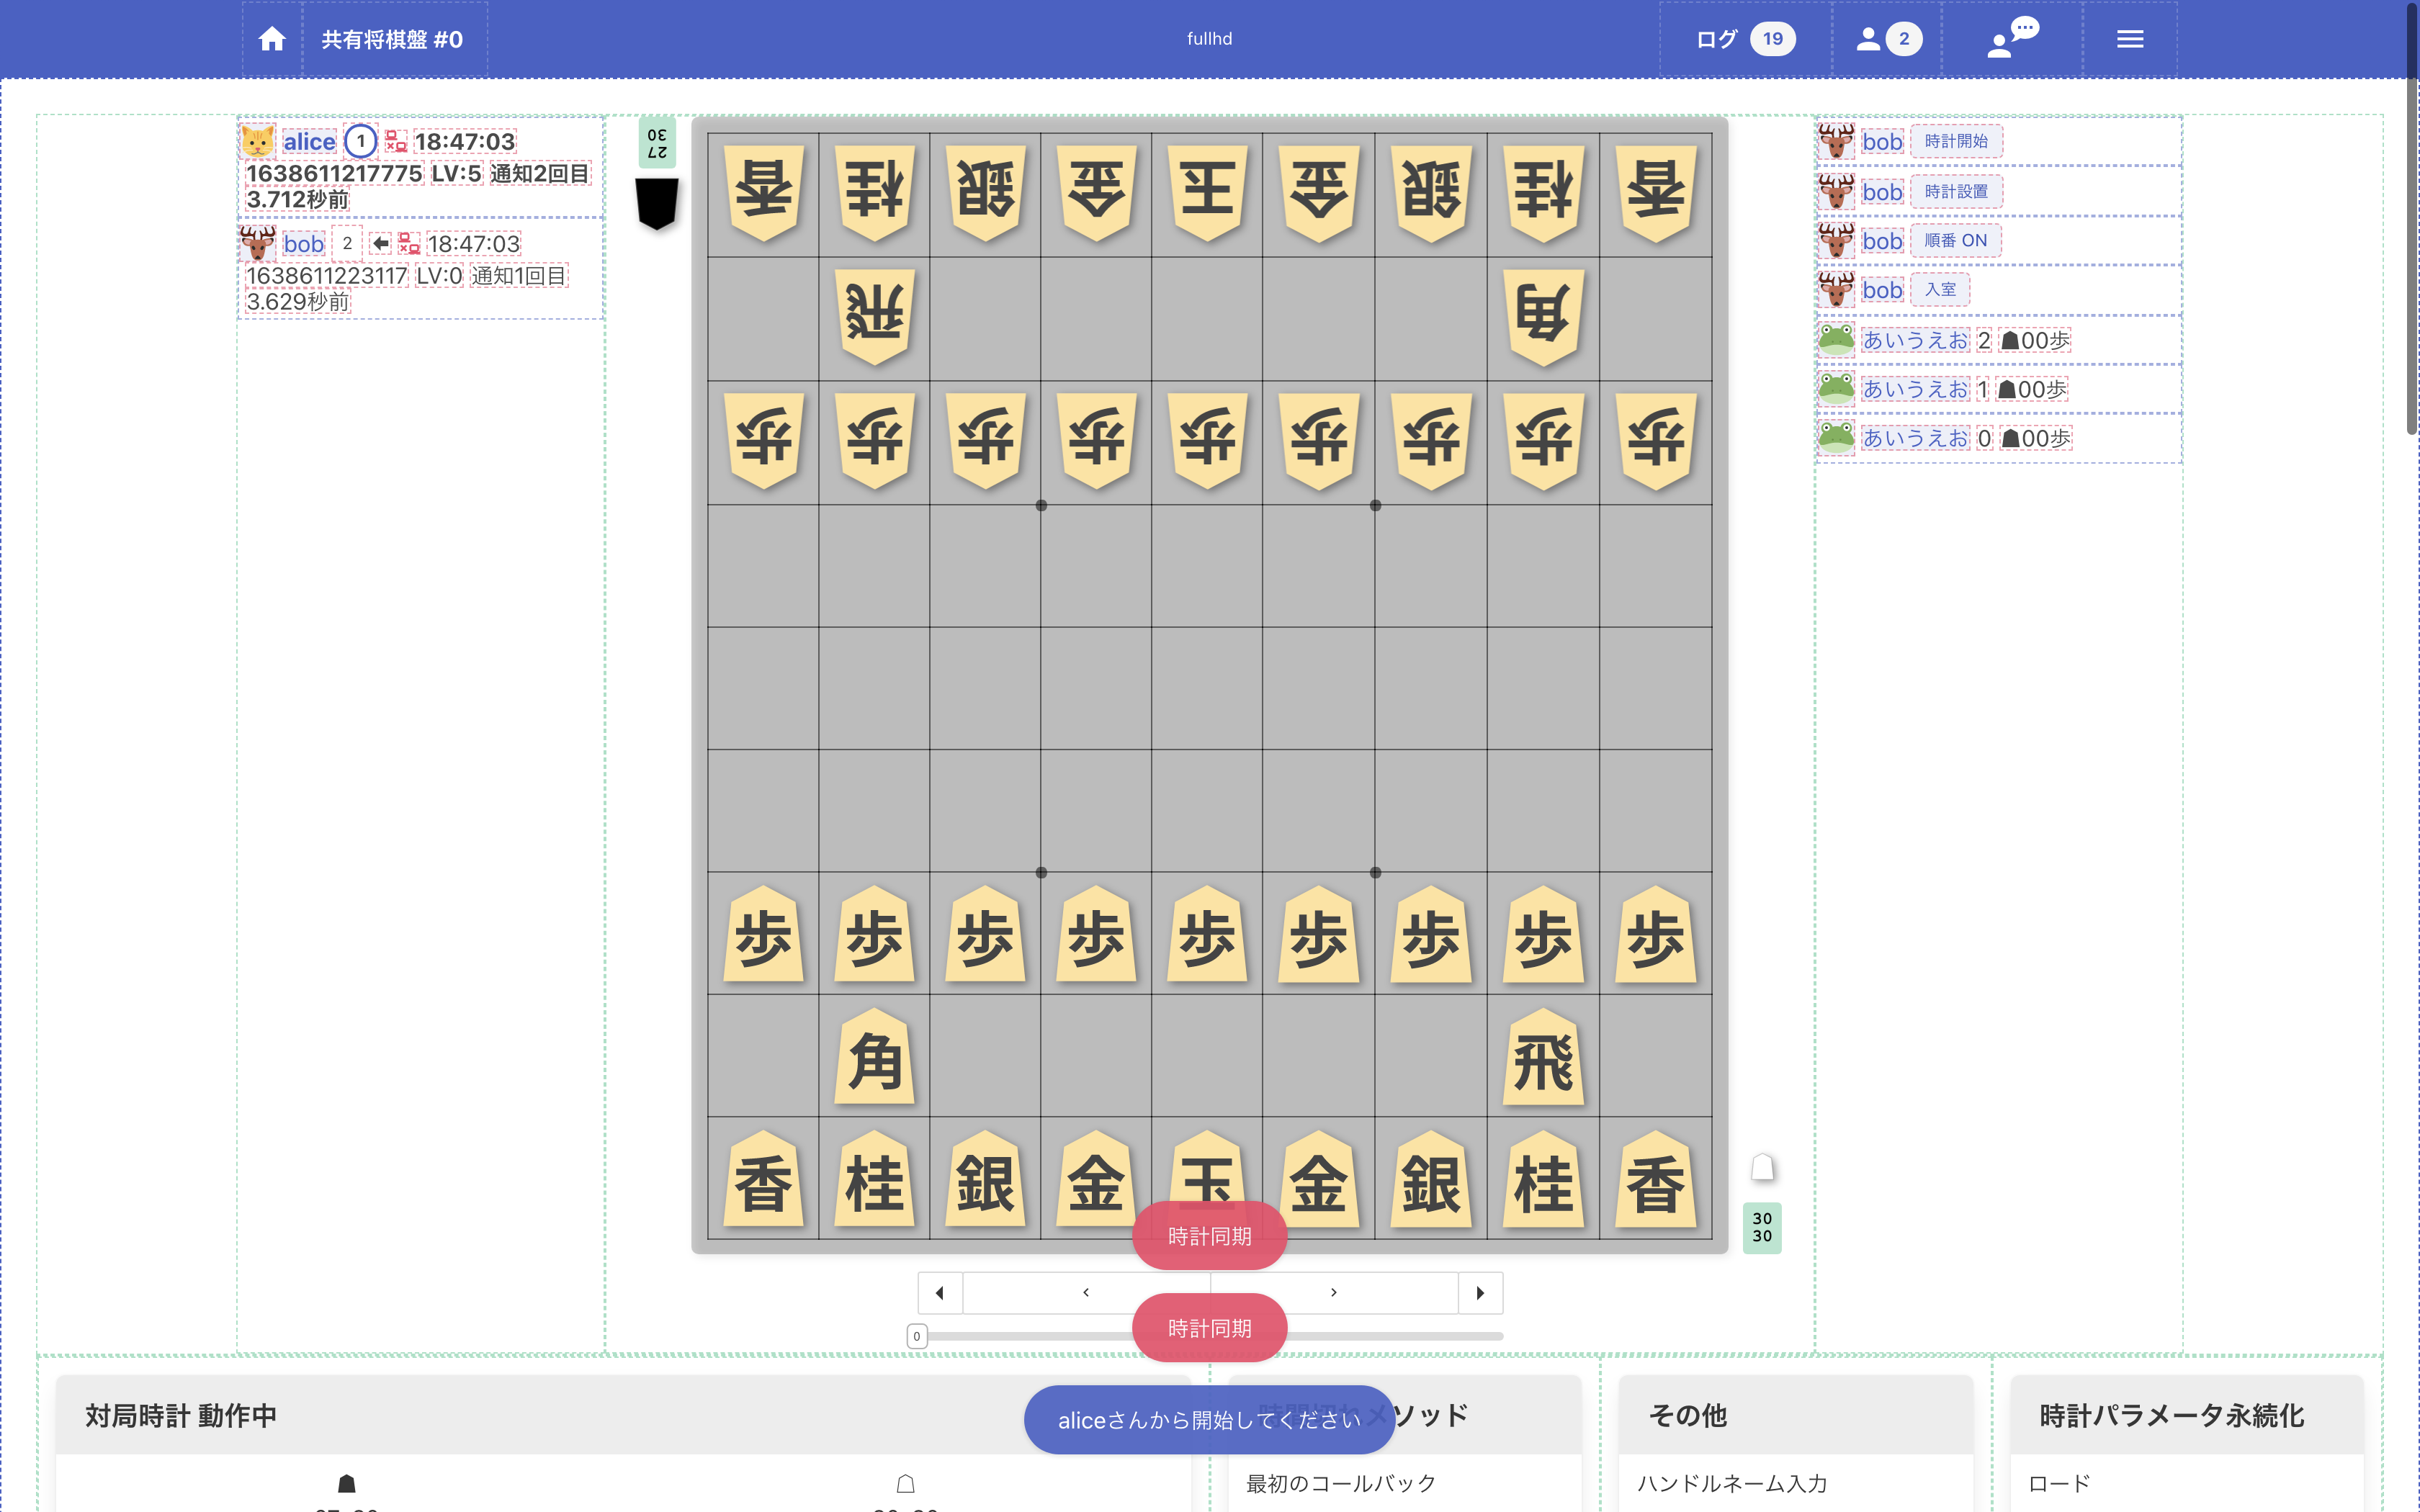 共有将棋盤 #0
fullhd
ログ 19
2
alice 1 18:47:03
1638611217775 LV:5 通知2回目
3.712秒前
bob 2 18:47:03
1638611223117 LV:0 通知1回目
3.629秒前
30
27
香 桂 銀 金 玉 金 銀 桂 香
飛 角
歩 歩 歩 歩 歩 歩 歩 歩 歩
歩 歩 歩 歩 歩 歩 歩 歩 歩
角 飛
香 桂 銀 金 玉 金 銀 桂 香
30
30
bob 時計開始
bob 時計設置
bob 順番 ON
bob 入室
あいうえお 2 ☗00歩
あいうえお 1 ☗00歩
あいうえお 0 ☗00歩
時計同期
時計同期
0
aliceさんから開始してください
対局時計 動作中
メソッド
最初のコールバック
その他
ハンドルネーム入力
時計パラメータ永続化
ロード